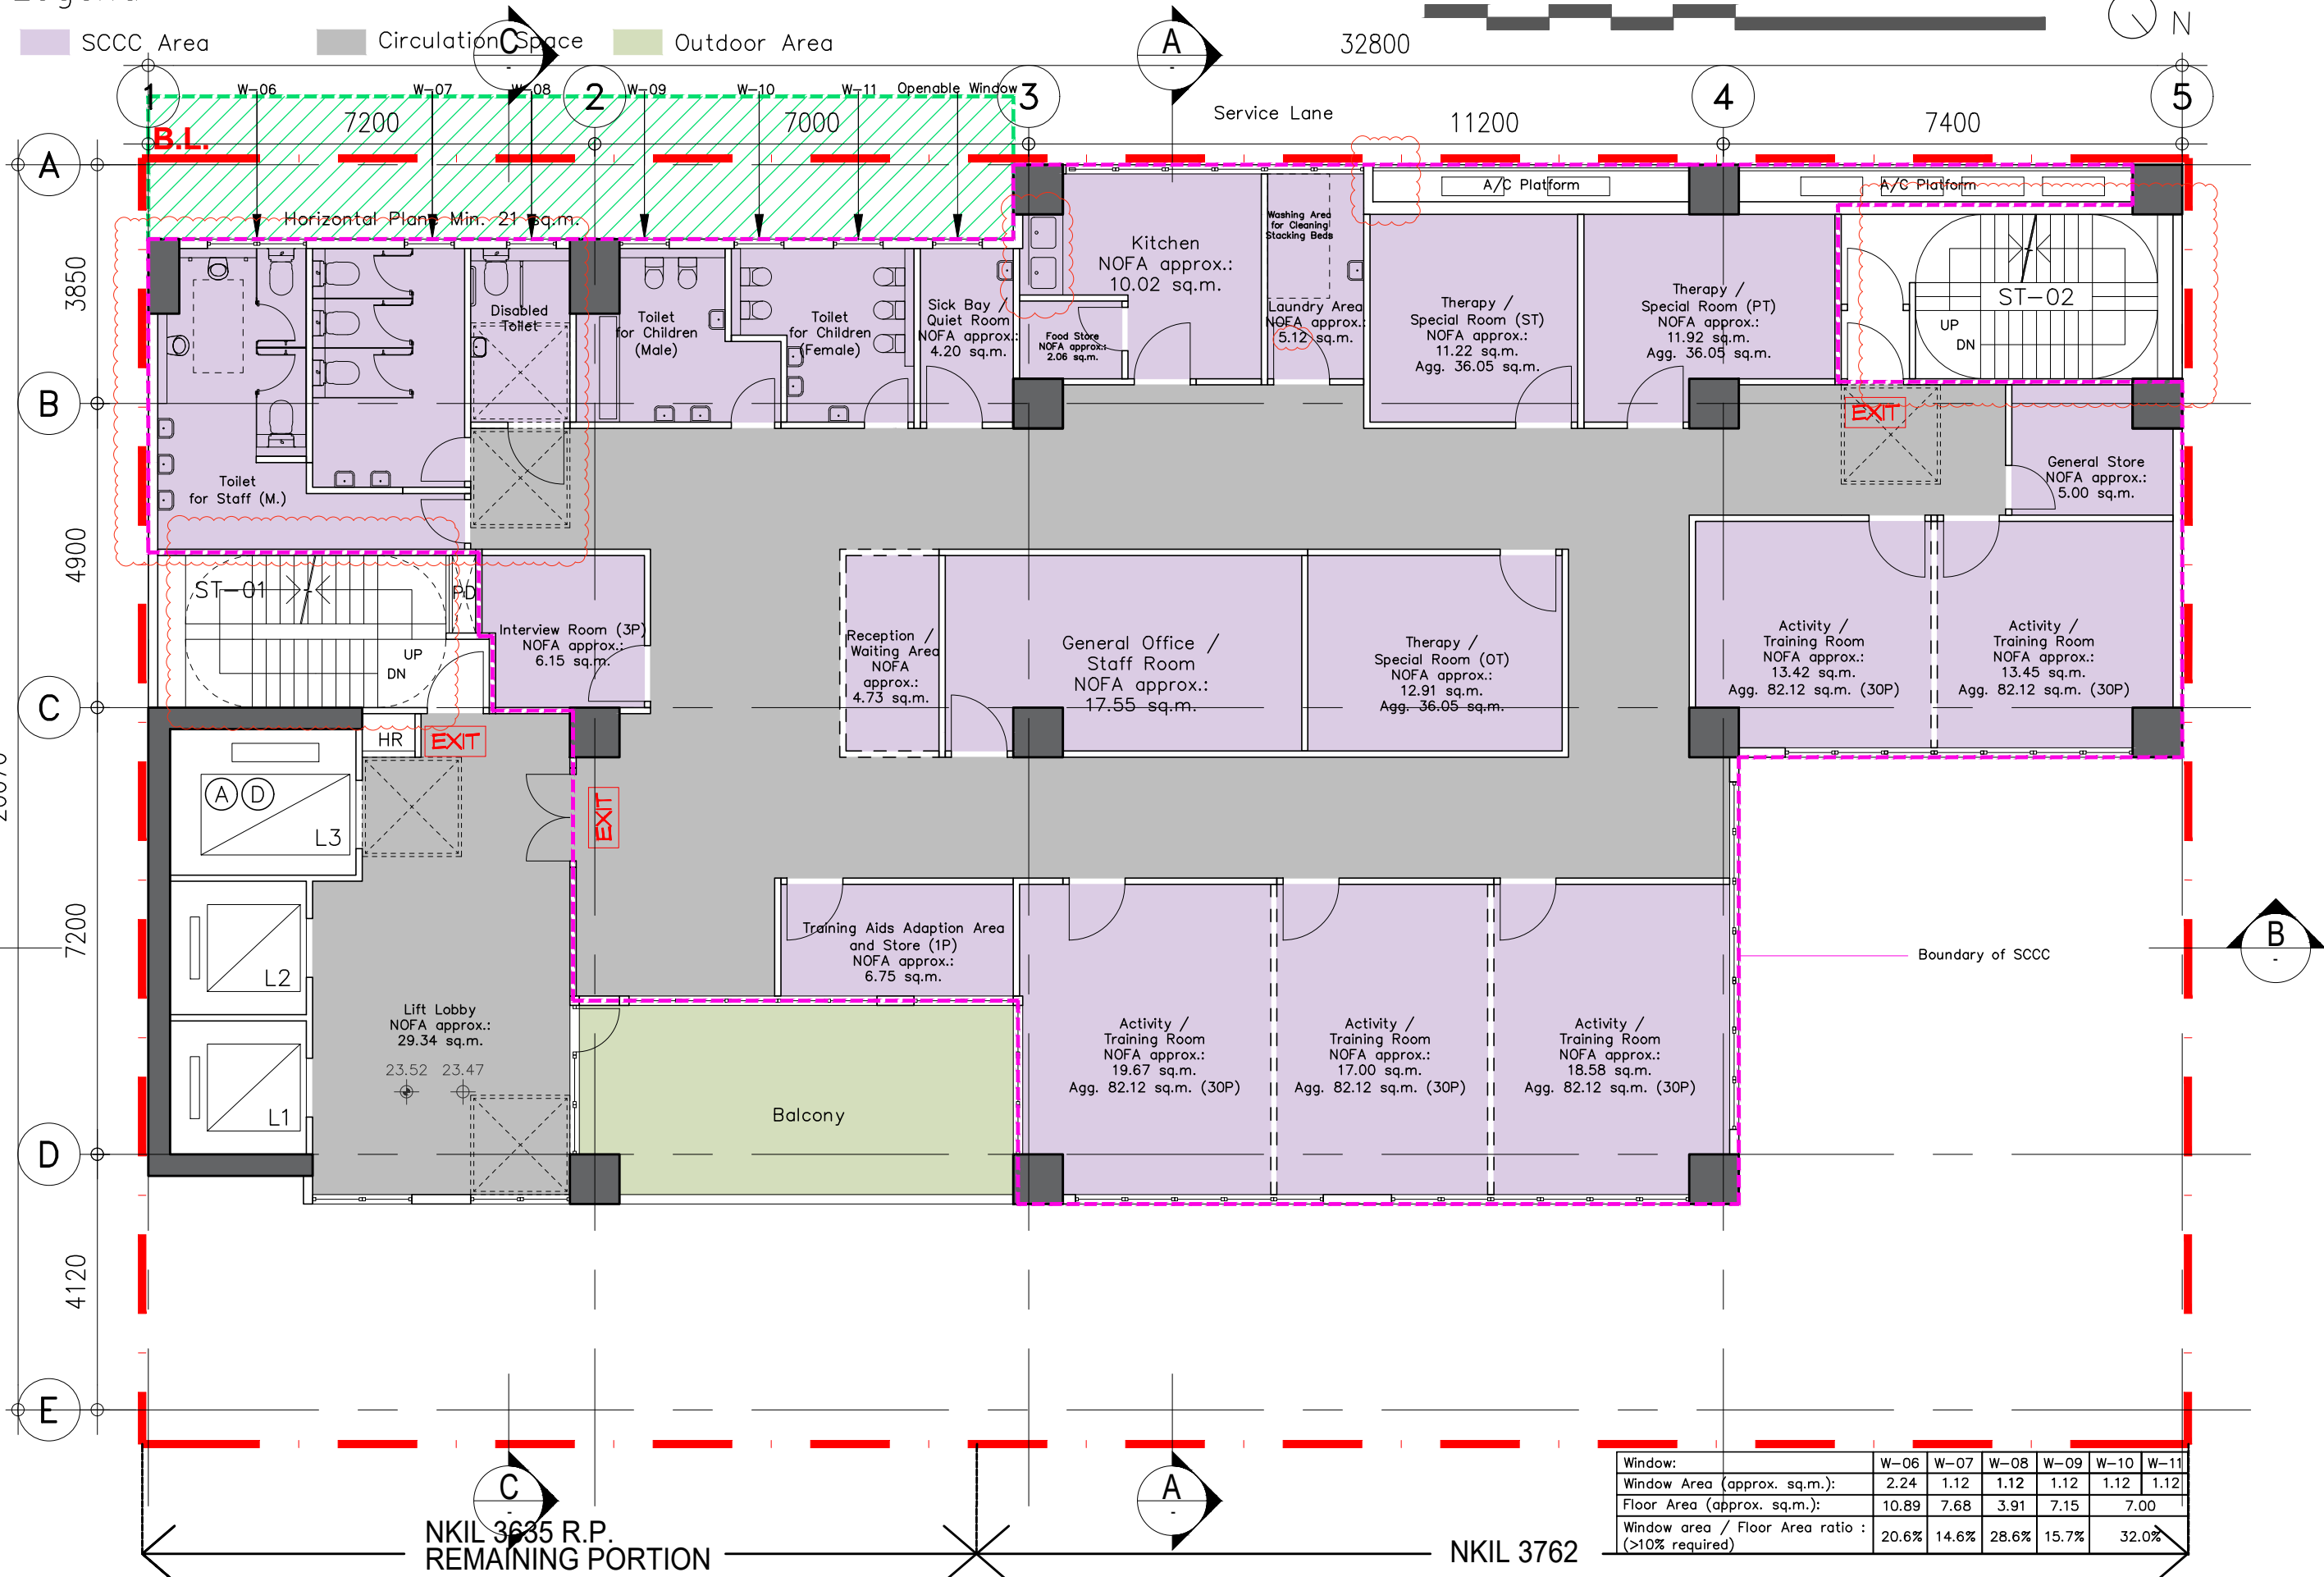 SCCC Area
Circulation Space
Outdoor Area
C
-
A
-
32800
N
1
2
3
4
5
W-06
W-07
W-08
W-09
W-10
W-11
Openable Window
Service Lane
7200
7000
11200
7400
B.L.
A
B
C
D
E
3850
4900
7200
4120
Horizontal Plane Min. 21 sq.m.
A/C Platform
A/C Platform
Kitchen
NOFA approx.:
10.02 sq.m.
Washing Area
for Cleaning
Stacking Beds
Laundry Area
NOFA approx.:
5.12 sq.m.
Food Store
NOFA approx.:
2.06 sq.m.
Sick Bay /
Quiet Room
NOFA approx.:
4.20 sq.m.
Toilet
for Children
(Female)
Toilet
for Children
(Male)
Disabled
Toilet
Toilet
for Staff (M.)
Therapy /
Special Room (ST)
NOFA approx.:
11.22 sq.m.
Agg. 36.05 sq.m.
Therapy /
Special Room (PT)
NOFA approx.:
11.92 sq.m.
Agg. 36.05 sq.m.
ST-02
UP
DN
EXIT
General Store
NOFA approx.:
5.00 sq.m.
ST-01
PD
UP
DN
Interview Room (3P)
NOFA approx.:
6.15 sq.m.
Reception /
Waiting Area
NOFA
approx.:
4.73 sq.m.
General Office /
Staff Room
NOFA approx.:
17.55 sq.m.
Therapy /
Special Room (OT)
NOFA approx.:
12.91 sq.m.
Agg. 36.05 sq.m.
Activity /
Training Room
NOFA approx.:
13.42 sq.m.
Agg. 82.12 sq.m. (30P)
Activity /
Training Room
NOFA approx.:
13.45 sq.m.
Agg. 82.12 sq.m. (30P)
HR
EXIT
A D
L3
EXIT
L2
L1
Training Aids Adaption Area
and Store (1P)
NOFA approx.:
6.75 sq.m.
Boundary of SCCC
B
-
Lift Lobby
NOFA approx.:
29.34 sq.m.
23.52 23.47
Balcony
Activity /
Training Room
NOFA approx.:
19.67 sq.m.
Agg. 82.12 sq.m. (30P)
Activity /
Training Room
NOFA approx.:
17.00 sq.m.
Agg. 82.12 sq.m. (30P)
Activity /
Training Room
NOFA approx.:
18.58 sq.m.
Agg. 82.12 sq.m. (30P)
C
-
A
-
NKIL 3635 R.P.
REMAINING PORTION
NKIL 3762
Window: W-06 W-07 W-08 W-09 W-10 W-11
Window Area (approx. sq.m.): 2.24 1.12 1.12 1.12 1.12 1.12
Floor Area (approx. sq.m.): 10.89 7.68 3.91 7.15 7.00
Window area / Floor Area ratio : 20.6% 14.6% 28.6% 15.7% 32.0%
(>10% required)